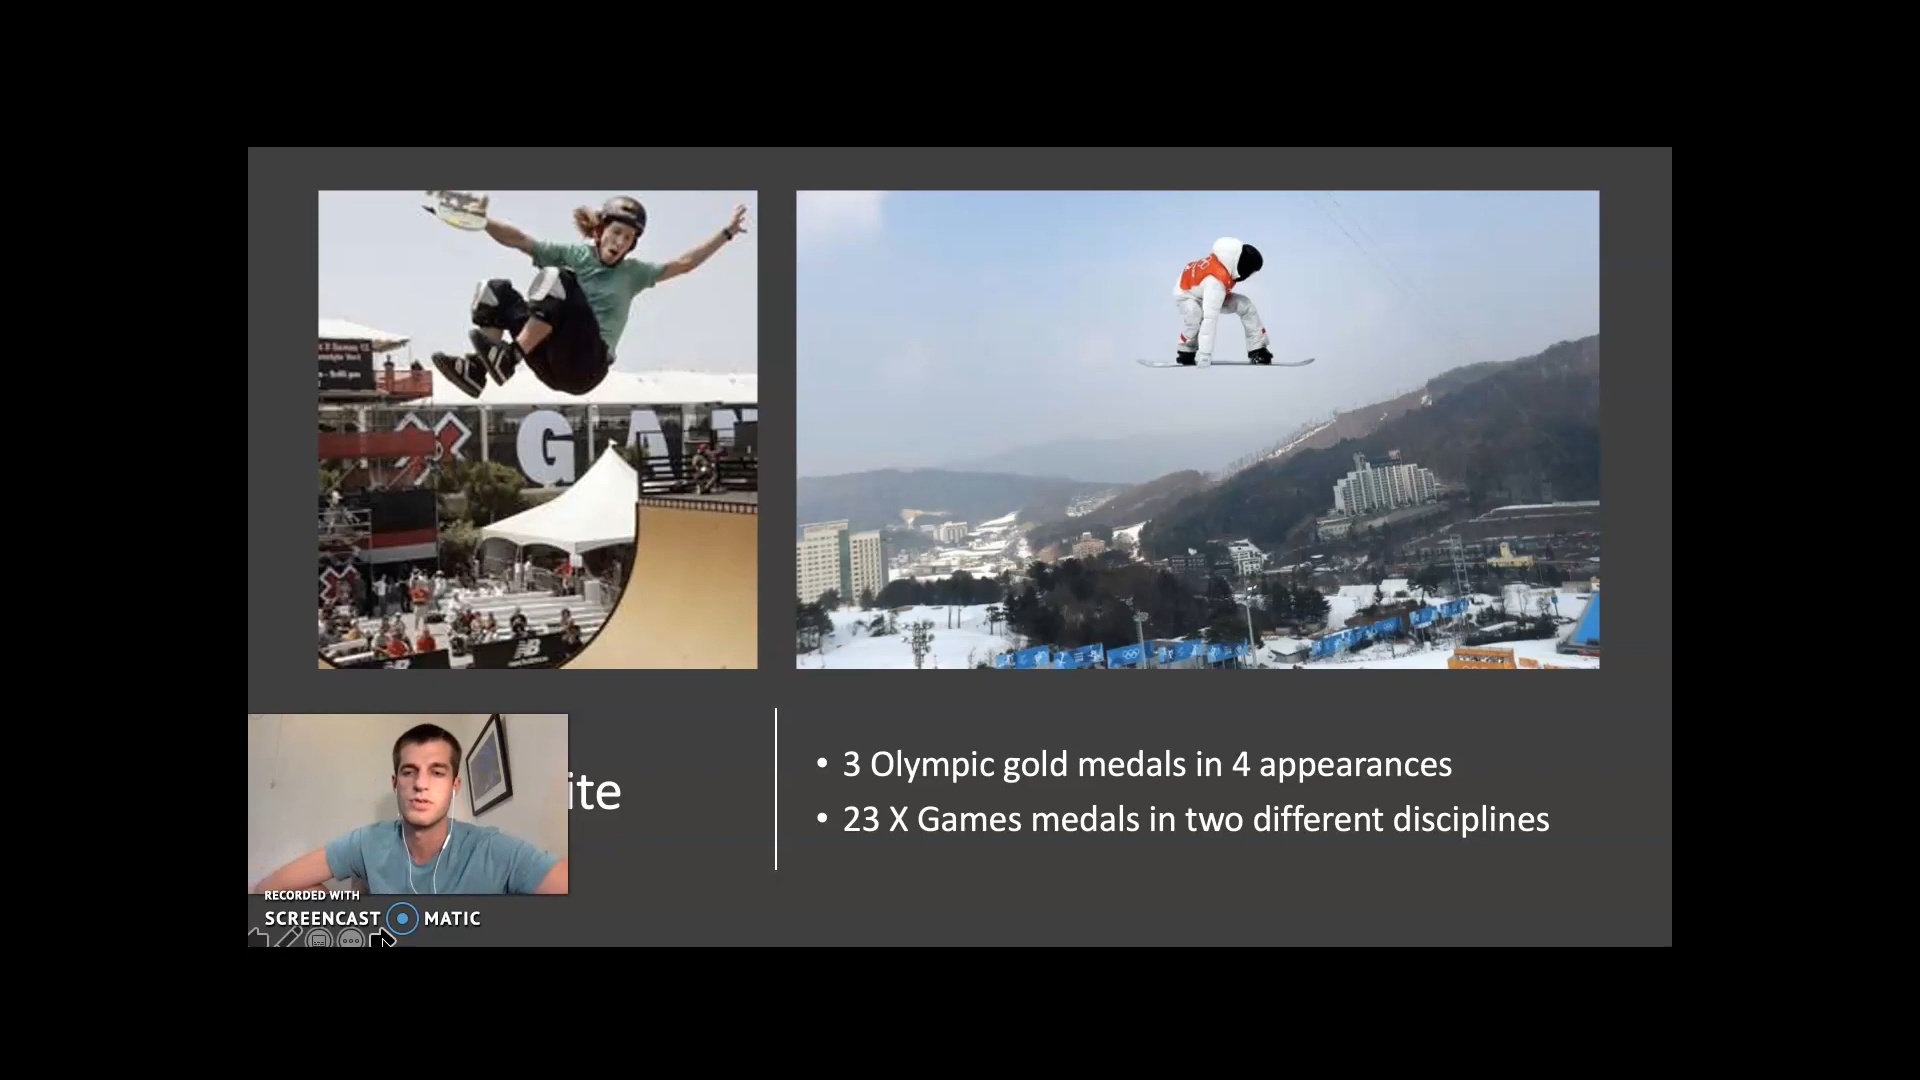 X GAM
ite
• 3 Olympic gold medals in 4 appearances
• 23 X Games medals in two different disciplines
RECORDED WITH
SCREENCAST MATIC